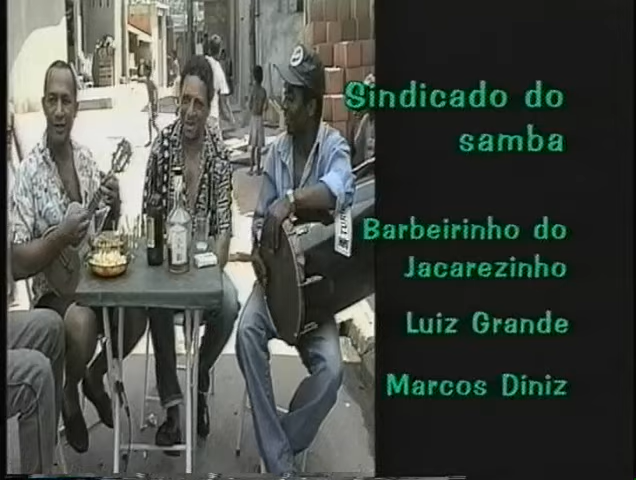 Sindicado do
samba
Barbeirinho do
Jacarezinho
Luiz Grande
Marcos Diniz